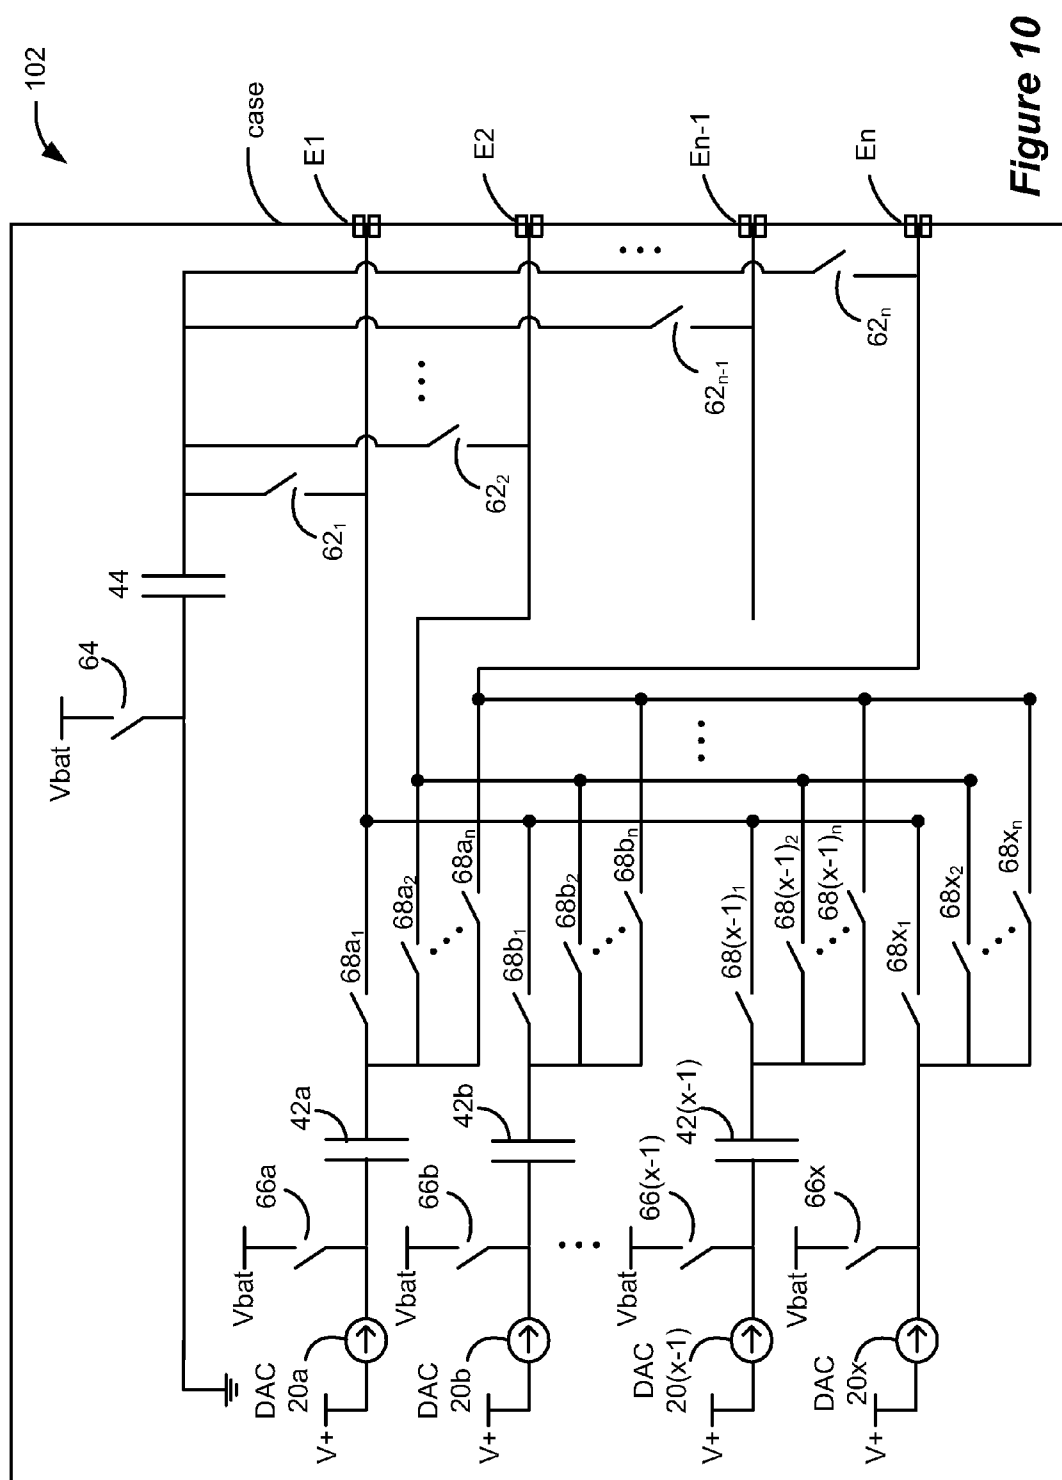 102
case
E1
E2
En-1
En
Figure 10
44
64
Vbat
62₁
62₂
62ₙ₋₁
62ₙ
68a₁
68a₂
68aₙ
68b₁
68b₂
68bₙ
68(x-1)₁
68(x-1)₂
68(x-1)ₙ
68x₁
68x₂
68xₙ
42a
42b
42(x-1)
66a
66b
66(x-1)
66x
Vbat
Vbat
Vbat
Vbat
DAC
20a
DAC
20b
DAC
20(x-1)
DAC
20x
V+
V+
V+
V+